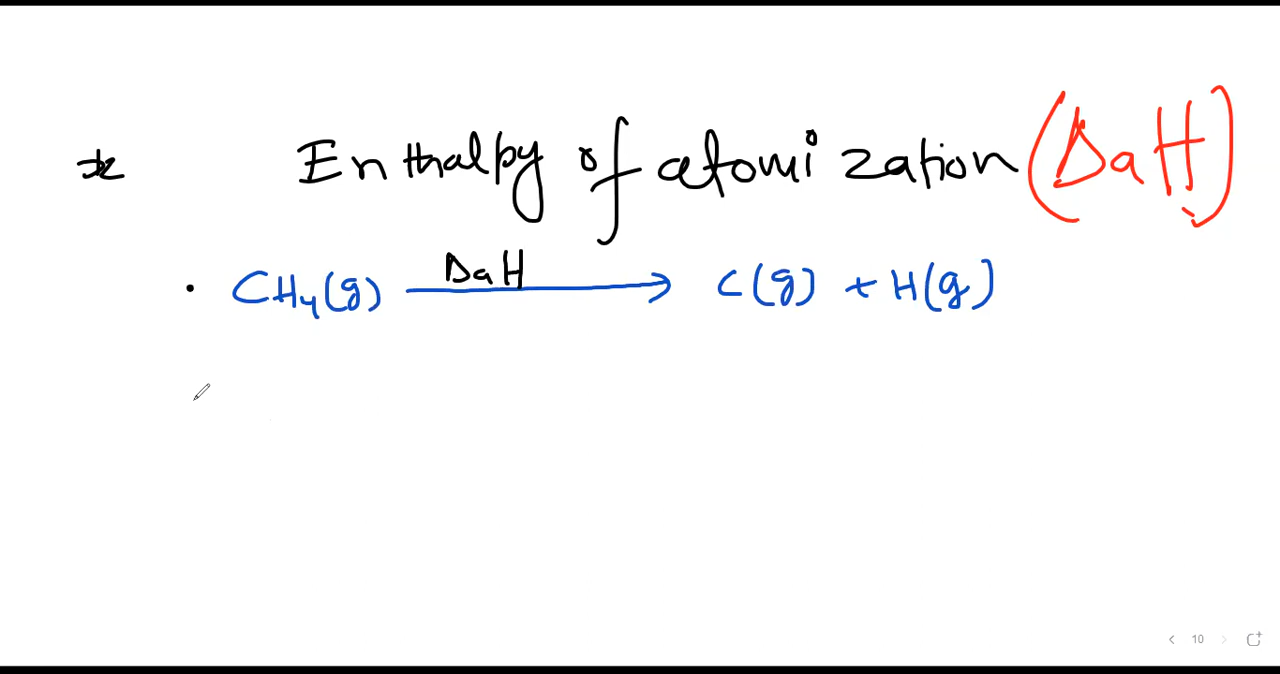 * Enthalpy of atomization (ΔaH)
• CH₄(g) ΔaH → C(g) + H(g)
< 10 >